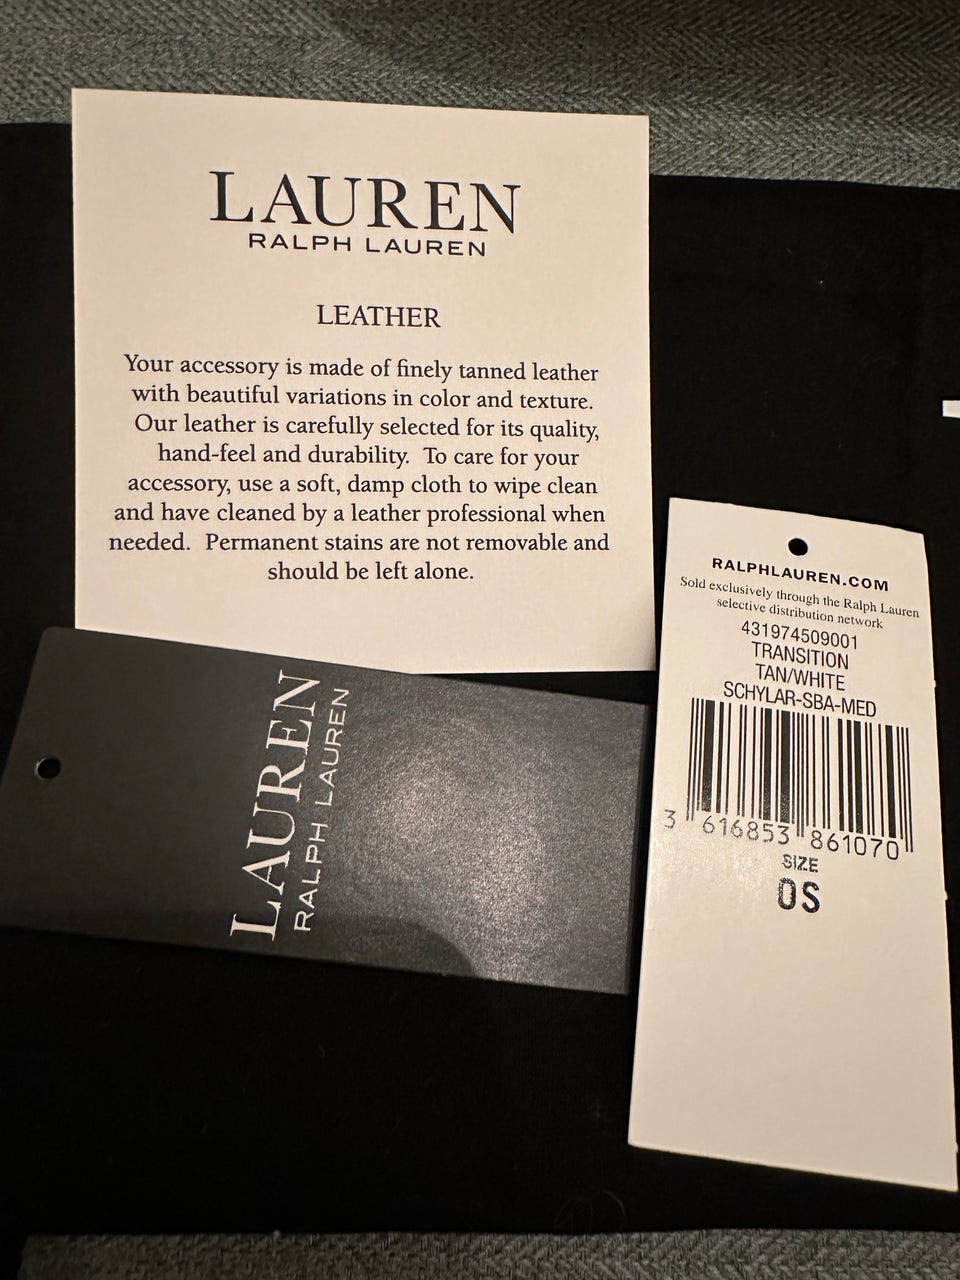 LAUREN
RALPH LAUREN
LEATHER
Your accessory is made of finely tanned leather
with beautiful variations in color and texture.
Our leather is carefully selected for its quality,
hand-feel and durability. To care for your
accessory, use a soft, damp cloth to wipe clean
and have cleaned by a leather professional when
needed. Permanent stains are not removable and
should be left alone.
LAUREN
RALPH LAUREN
RALPHLAUREN.COM
Sold exclusively through the Ralph Lauren
selective distribution network
431974509001
TRANSITION
TAN/WHITE
SCHYLAR-SBA-MED
3 616853 861070
SIZE
OS